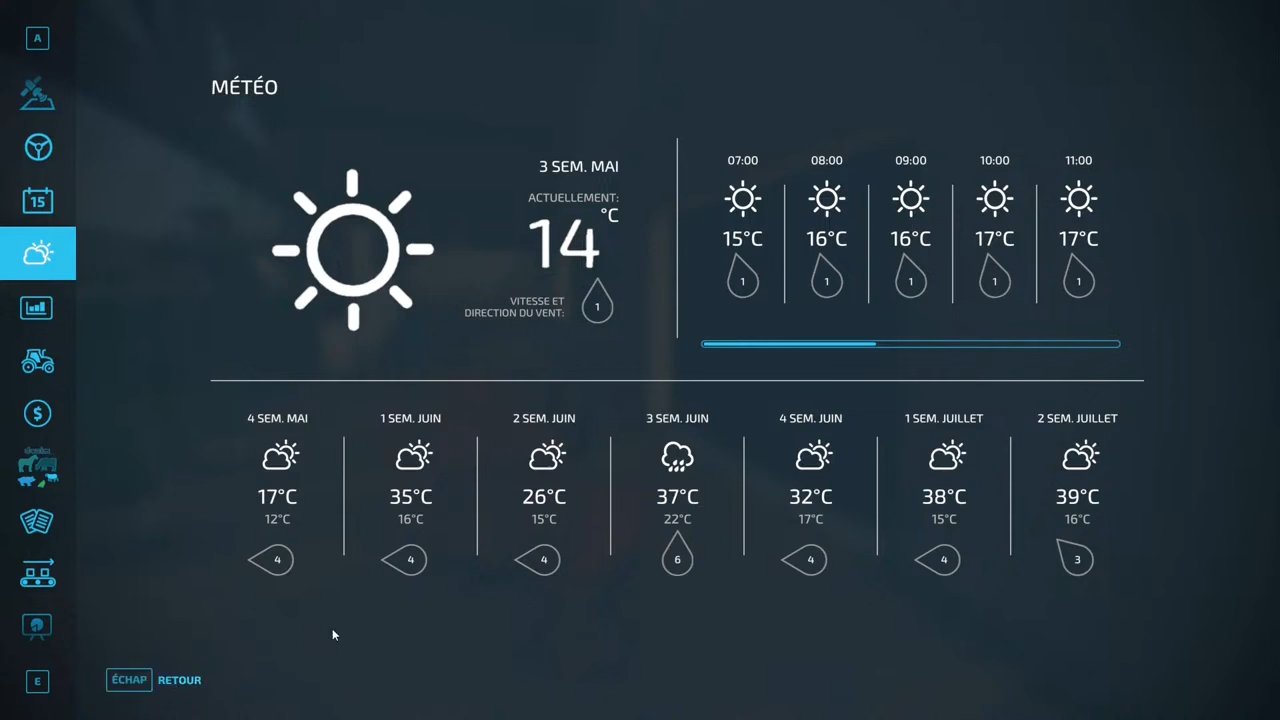 A
MÉTÉO
15
3 SEM. MAI
ACTUELLEMENT:
14 °C
VITESSE ET
DIRECTION DU VENT:
1
07:00 08:00 09:00 10:00 11:00
15°C 16°C 16°C 17°C 17°C
1 1 1 1 1
4 SEM. MAI 1 SEM. JUIN 2 SEM. JUIN 3 SEM. JUIN 4 SEM. JUIN 1 SEM. JUILLET 2 SEM. JUILLET
17°C 35°C 26°C 37°C 32°C 38°C 39°C
12°C 16°C 15°C 22°C 17°C 15°C 16°C
4 4 4 6 4 4 3
$
E
ÉCHAP RETOUR